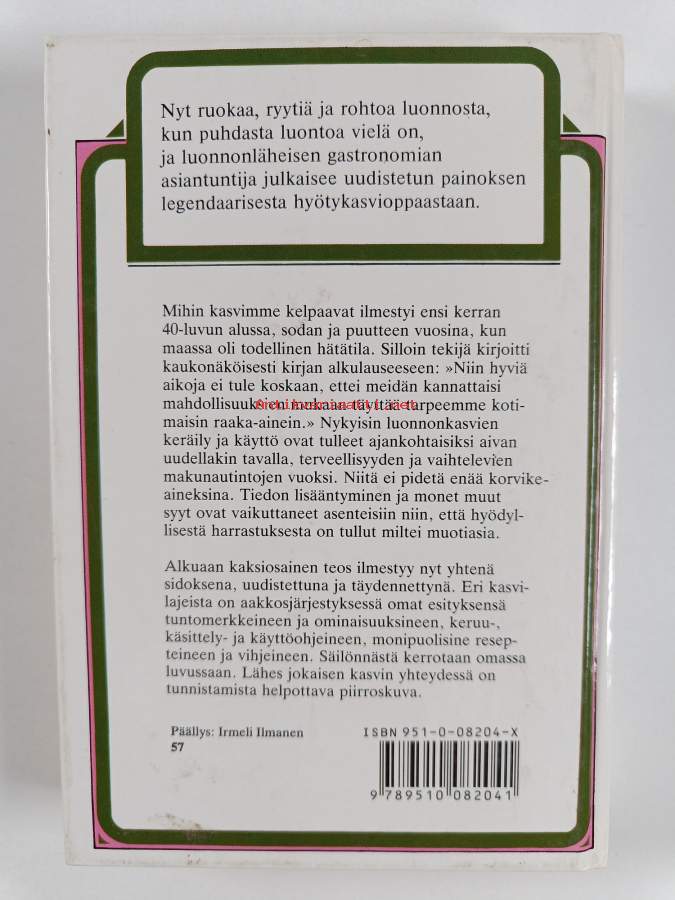 Nyt ruokaa, ryytiä ja rohtoa luonnosta,
kun puhdasta luontoa vielä on,
ja luonnonläheisen gastronomian
asiantuntija julkaisee uudistetun painoksen
legendaarisesta hyötykasvioppaastaan.
Mihin kasvimme kelpaavat ilmestyi ensi kerran
40-luvun alussa, sodan ja puutteen vuosina, kun
maassa oli todellinen hätätila. Silloin tekijä kirjoitti
kaukonäköisesti kirjan alkulauseeseen: »Niin hyviä
aikoja ei tule koskaan, ettei meidän kannattaisi
mahdollisuuksien mukaan täyttää tarpeemme koti-
maisin raaka-ainein.» Nykyisin luonnonkasvien
keräily ja käyttö ovat tulleet ajankohtaisiksi aivan
uudellakin tavalla, terveellisyyden ja vaihtelevien
makunautintojen vuoksi. Niitä ei pidetä enää korvike-
aineksina. Tiedon lisääntyminen ja monet muut
syyt ovat vaikuttaneet asenteisiin niin, että hyödyl-
lisestä harrastuksesta on tullut miltei muotiasia.
Alkuaan kaksiosainen teos ilmestyy nyt yhtenä
sidoksena, uudistettuna ja täydennettynä. Eri kasvi-
lajeista on aakkosjärjestyksessä omat esityksensä
tuntomerkkeineen ja ominaisuuksineen, keruu-,
käsittely- ja käyttöohjeineen, monipuolisine resep-
teineen ja vihjeineen. Säilönnästä kerrotaan omassa
luvussaan. Lähes jokaisen kasvin yhteydessä on
tunnistamista helpottava piirroskuva.
Päällys: Irmeli Ilmanen
57
ISBN 951-0-08204-X
9 789510 082041